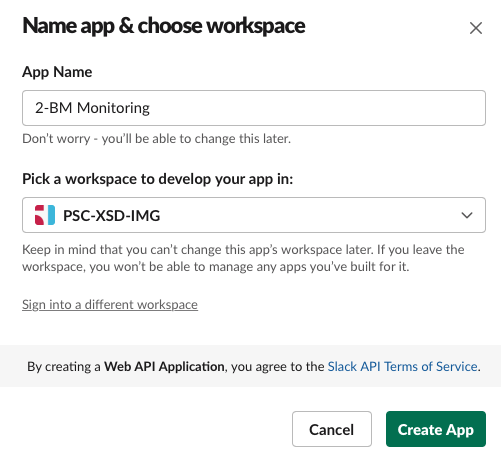 Name app & choose workspace
App Name
2-BM Monitoring
Don't worry - you'll be able to change this later.
Pick a workspace to develop your app in:
PSC-XSD-IMG
Keep in mind that you can't change this app's workspace later. If you leave the
workspace, you won't be able to manage any apps you've built for it.
Sign into a different workspace
By creating a Web API Application, you agree to the Slack API Terms of Service.
Cancel
Create App